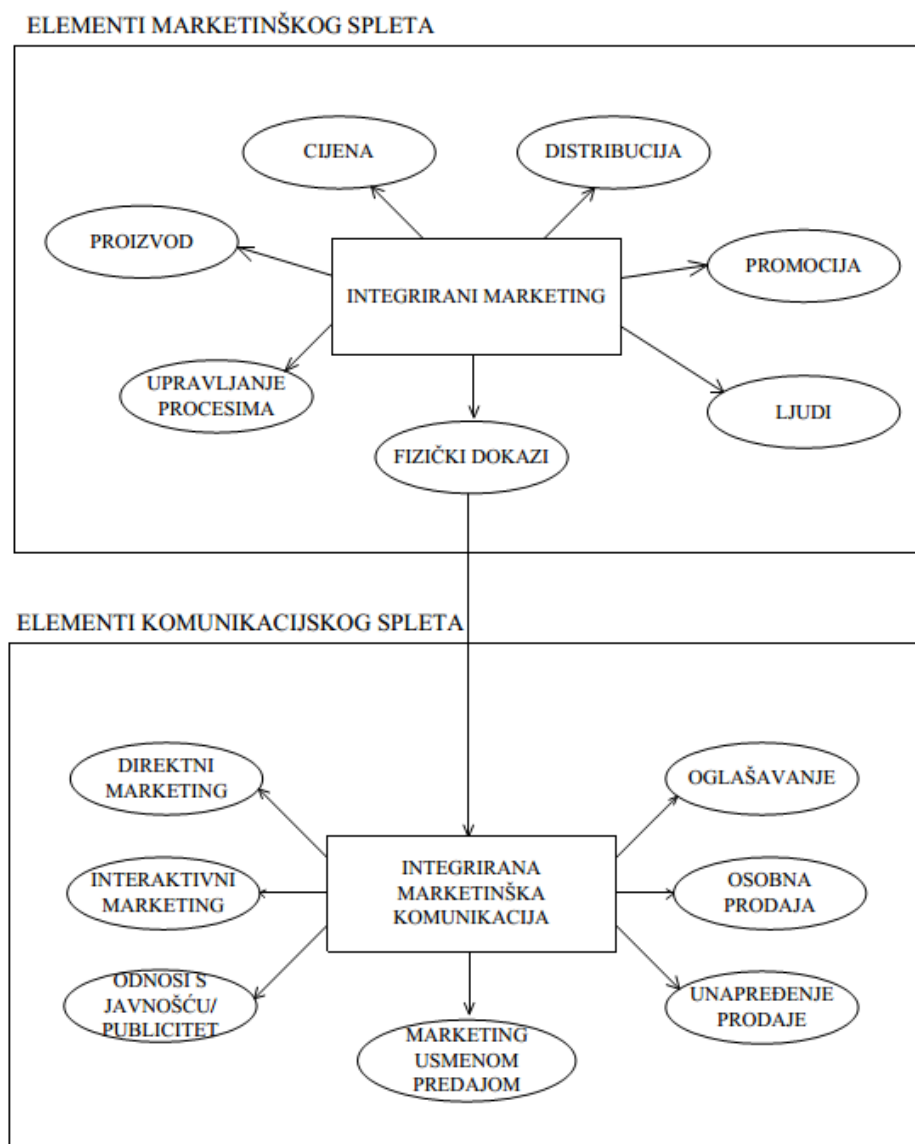 ELEMENTI MARKETINŠKOG SPLETA
CIJENA
DISTRIBUCIJA
PROIZVOD
INTEGRIRANI MARKETING
PROMOCIJA
UPRAVLJANJE
PROCESIMA
LJUDI
FIZIČKI DOKAZI
ELEMENTI KOMUNIKACIJSKOG SPLETA
DIREKTNI
MARKETING
OGLAŠAVANJE
INTERAKTIVNI
MARKETING
INTEGRIRANA
MARKETINŠKA
KOMUNIKACIJA
OSOBNA
PRODAJA
ODNOSI S
JAVNOŠĆU/
PUBLICITET
MARKETING
USMENOM
PREDAJOM
UNAPREĐENJE
PRODAJE